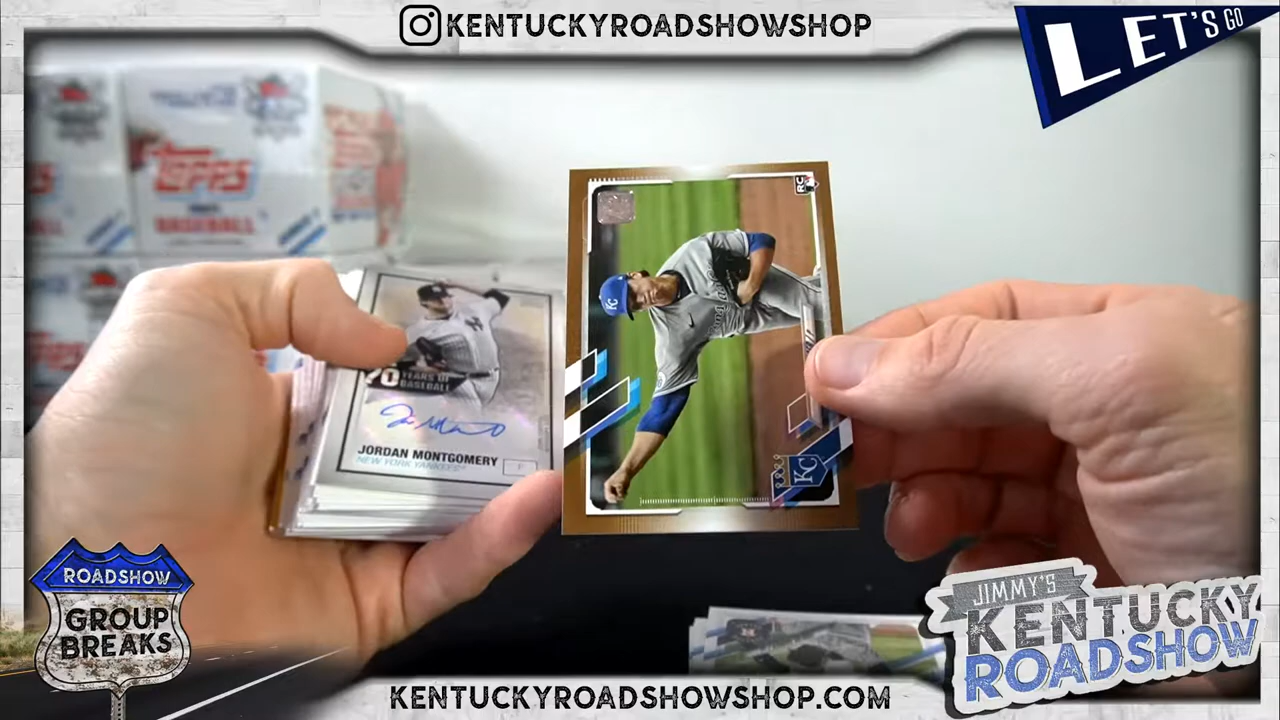 KENTUCKYROADSHOWSHOP
LET'S GO
TOPPS
BASEBALL
RC
KC
70 YEARS OF
BASEBALL
JORDAN MONTGOMERY
NEW YORK YANKEES
KC
ROADSHOW
GROUP
BREAKS
JIMMY'S
KENTUCKY
ROADSHOW
KENTUCKYROADSHOWSHOP.COM